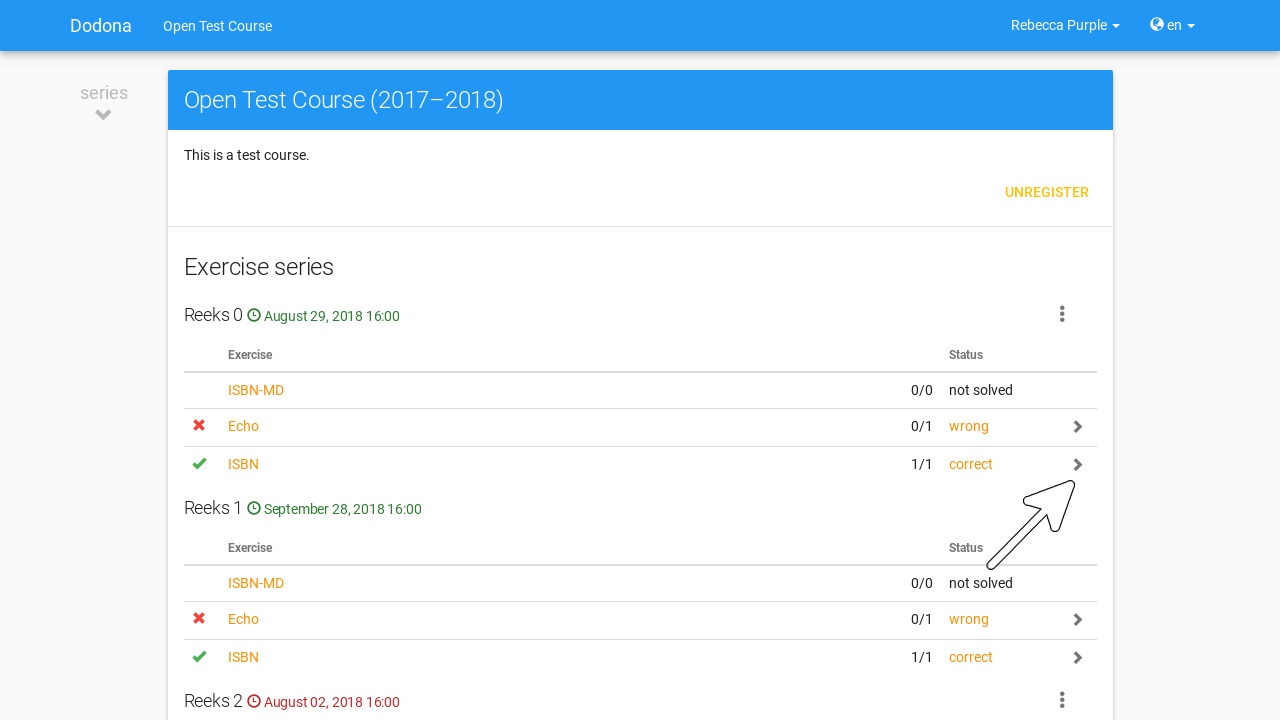 Dodona Open Test Course Rebecca Purple en
series
Open Test Course (2017–2018)
This is a test course.
UNREGISTER
Exercise series
Reeks 0 August 29, 2018 16:00
Exercise Status
ISBN-MD 0/0 not solved
Echo 0/1 wrong
ISBN 1/1 correct
Reeks 1 September 28, 2018 16:00
Exercise Status
ISBN-MD 0/0 not solved
Echo 0/1 wrong
ISBN 1/1 correct
Reeks 2 August 02, 2018 16:00